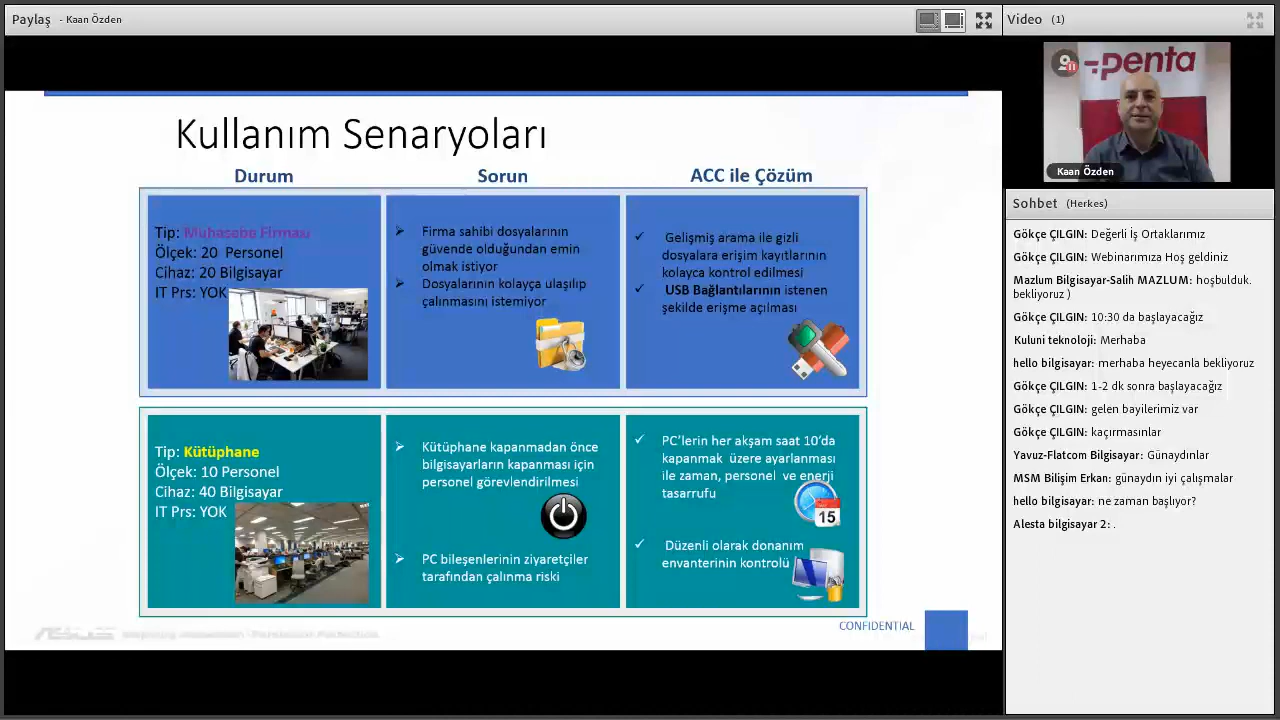 Paylaş - Kaan Özden
Video (1)
penta
Kaan Özden
Kullanım Senaryoları
Durum
Sorun
ACC ile Çözüm
Tip: Muhasebe Firması
Ölçek: 20 Personel
Cihaz: 20 Bilgisayar
IT Prs: YOK
Firma sahibi dosyalarının
güvende olduğundan emin
olmak istiyor
Dosyalarının kolayça ulaşılıp
çalınmasını istemiyor
Gelişmiş arama ile gizli
dosyalara erişim kayıtlarının
kolayca kontrol edilmesi
USB Bağlantılarının istenen
şekilde erişme açılması
Tip: Kütüphane
Ölçek: 10 Personel
Cihaz: 40 Bilgisayar
IT Prs: YOK
Kütüphane kapanmadan önce
bilgisayarların kapanması için
personel görevlendirilmesi
PC bileşenlerinin ziyaretçiler
tarafından çalınma riski
PC'lerin her akşam saat 10'da
kapanmak üzere ayarlanması
ile zaman, personel ve enerji
tasarrufu
15
Düzenli olarak donanım
envanterinin kontrolü
ASUS
CONFIDENTIAL
Sohbet (Herkes)
Gökçe ÇILGIN: Değerli İş Ortaklarımız
Gökçe ÇILGIN: Webinarımıza Hoş geldiniz
Mazlum Bilgisayar-Salih MAZLUM: hoşbulduk.
bekliyoruz )
Gökçe ÇILGIN: 10:30 da başlayacağız
Kuluni teknoloji: Merhaba
hello bilgisayar: merhaba heyecanla bekliyoruz
Gökçe ÇILGIN: 1-2 dk sonra başlayacağız
Gökçe ÇILGIN: gelen bayilerimiz var
Gökçe ÇILGIN: kaçırmasınlar
Yavuz-Flatcom Bilgisayar: Günaydınlar
MSM Bilişim Erkan: günaydın iyi çalışmalar
hello bilgisayar: ne zaman başlıyor?
Alesta bilgisayar 2: .